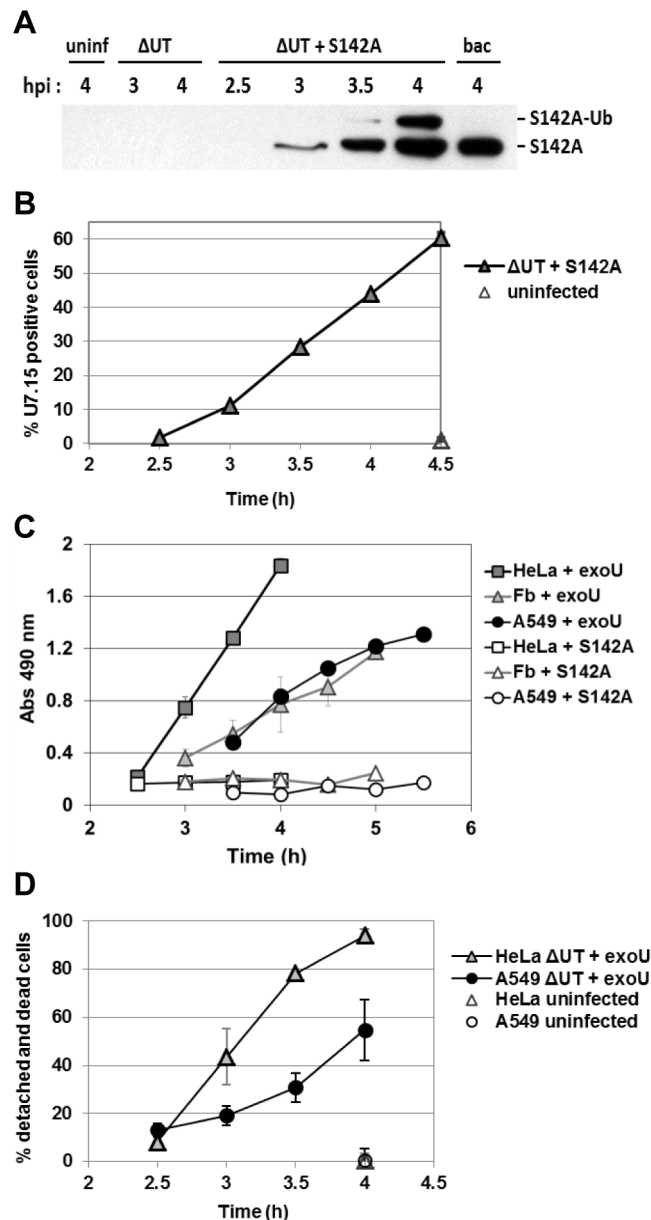 A
uninf ΔUT ΔUT + S142A bac
hpi : 4 3 4 2.5 3 3.5 4 4
S142A-Ub
S142A
B
% U7.15 positive cells
60
50
40
30
20
10
0
2 2.5 3 3.5 4 4.5
Time (h)
ΔUT + S142A
uninfected
C
Abs 490 nm
2
1.6
1.2
0.8
0.4
0
2 3 4 5 6
Time (h)
HeLa + exoU
Fb + exoU
A549 + exoU
HeLa + S142A
Fb + S142A
A549 + S142A
D
% detached and dead cells
100
80
60
40
20
0
2 2.5 3 3.5 4 4.5
Time (h)
HeLa ΔUT + exoU
A549 ΔUT + exoU
HeLa uninfected
A549 uninfected